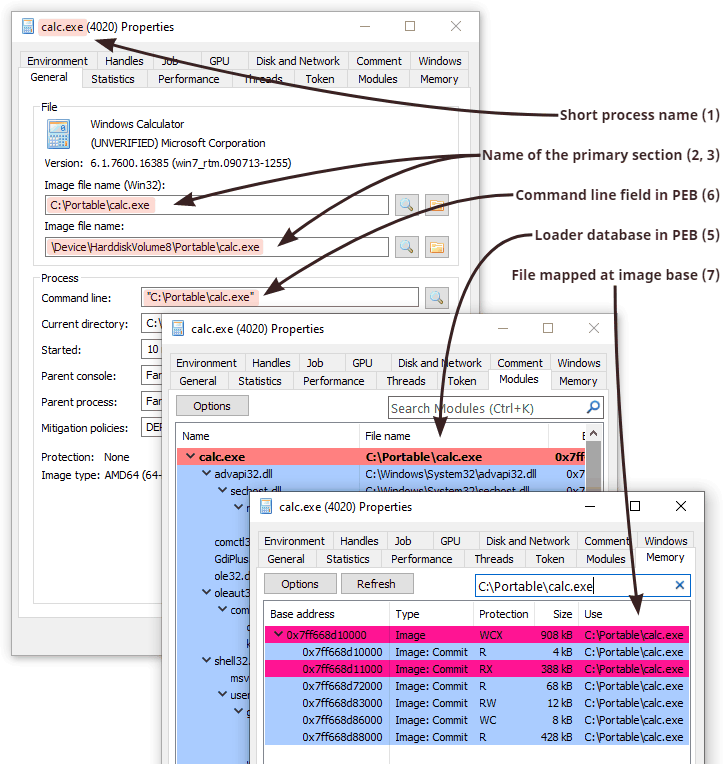 calc.exe (4020) Properties
Environment Handles Job GPU Disk and Network Comment Windows
General Statistics Performance Threads Token Modules Memory
File
Windows Calculator
(UNVERIFIED) Microsoft Corporation
Version: 6.1.7600.16385 (win7_rtm.090713-1255)
Image file name (Win32):
C:\Portable\calc.exe
Image file name:
\Device\HarddiskVolume8\Portable\calc.exe
Process
Command line: "C:\Portable\calc.exe"
Current directory: C:\
Started: 10
Parent console: Far
Parent process: Far
Mitigation policies: DEP
Protection: None
Image type: AMD64 (64-
Short process name (1)
Name of the primary section (2, 3)
Command line field in PEB (6)
Loader database in PEB (5)
File mapped at image base (7)
calc.exe (4020) Properties
Environment Handles Job GPU Disk and Network Comment Windows
General Statistics Performance Threads Token Modules Memory
Options Search Modules (Ctrl+K)
Name File name
calc.exe C:\Portable\calc.exe 0x7ff
advapi32.dll C:\Windows\System32\advapi32.dll 0x7
sechost.dll C:\Windows\System32\sechost.dll 0x7
comctl3
GdiPlus
ole32.d
oleaut3
com
shell32.
msv
user
calc.exe (4020) Properties
Environment Handles Job GPU Disk and Network Comment Windows
General Statistics Performance Threads Token Modules Memory
Options Refresh C:\Portable\calc.exe
Base address Type Protection Size Use
0x7ff668d10000 Image WCX 908 kB C:\Portable\calc.exe
0x7ff668d10000 Image: Commit R 4 kB C:\Portable\calc.exe
0x7ff668d11000 Image: Commit RX 388 kB C:\Portable\calc.exe
0x7ff668d72000 Image: Commit R 68 kB C:\Portable\calc.exe
0x7ff668d83000 Image: Commit RW 12 kB C:\Portable\calc.exe
0x7ff668d86000 Image: Commit WC 8 kB C:\Portable\calc.exe
0x7ff668d88000 Image: Commit R 428 kB C:\Portable\calc.exe